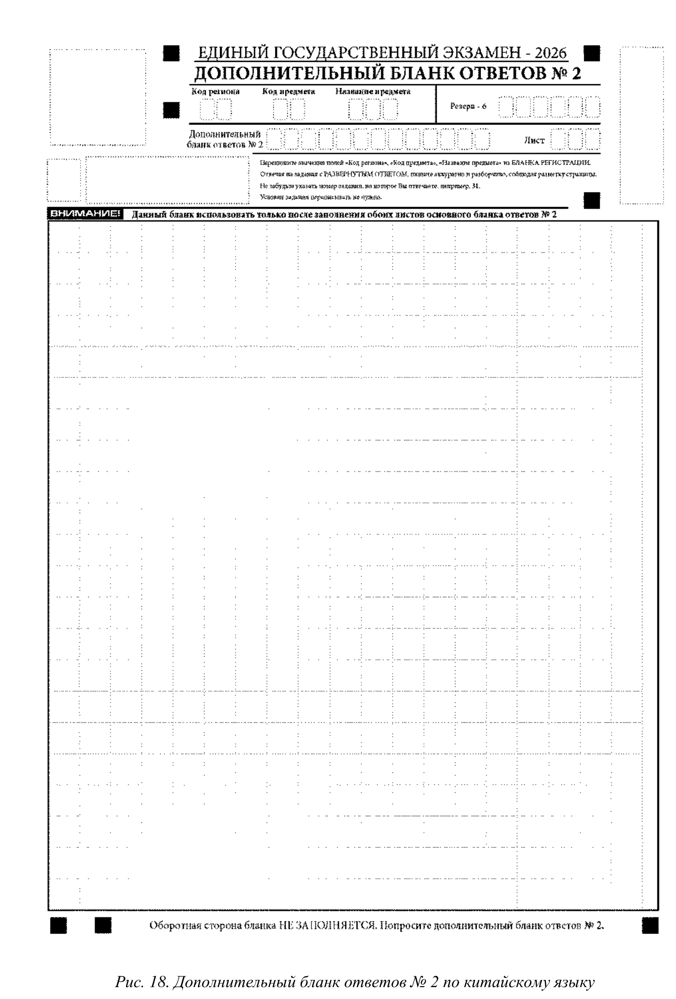 ЕДИНЫЙ ГОСУДАРСТВЕННЫЙ ЭКЗАМЕН - 2026
ДОПОЛНИТЕЛЬНЫЙ БЛАНК ОТВЕТОВ № 2
Код региона Код предмета Название предмета
Резерв - 6
Дополнительный
бланк ответов № 2
Лист
Перепишите значения полей «Код региона», «Код предмета», «Название предмета» из БЛАНКА РЕГИСТРАЦИИ.
Отвечая на задания с РАЗВЕРНУТЫМ ОТВЕТОМ, пишите аккуратно и разборчиво, соблюдая разметку страницы.
Не забудьте указать номер задания, на которое Вы отвечаете, например, 31.
Условия задания переписывать не нужно.
ВНИМАНИЕ! Данный бланк использовать только после заполнения обоих листов основного бланка ответов № 2
Оборотная сторона бланка НЕ ЗАПОЛНЯЕТСЯ. Попросите дополнительный бланк ответов № 2.
Рис. 18. Дополнительный бланк ответов № 2 по китайскому языку